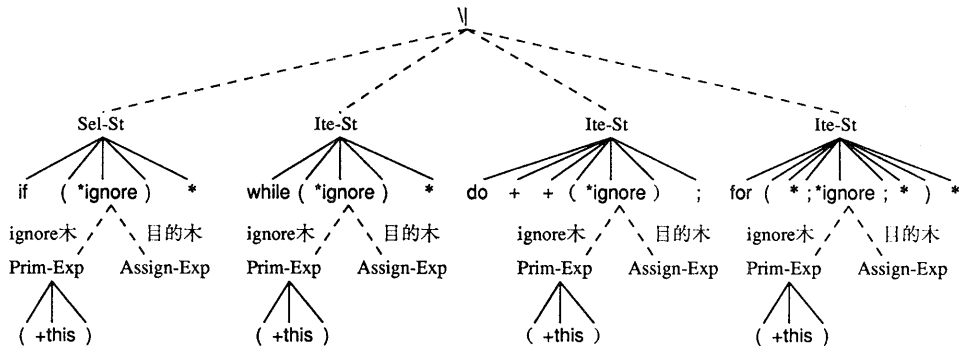 \|
Sel-St Ite-St Ite-St Ite-St
if ( *ignore ) * while ( *ignore ) * do + + ( *ignore ) ; for ( * ; *ignore ; * ) *
ignore木 目的木 ignore木 目的木 ignore木 目的木 ignore木 目的木
Prim-Exp Assign-Exp Prim-Exp Assign-Exp Prim-Exp Assign-Exp Prim-Exp Assign-Exp
( +this ) ( +this ) ( +this ) ( +this )